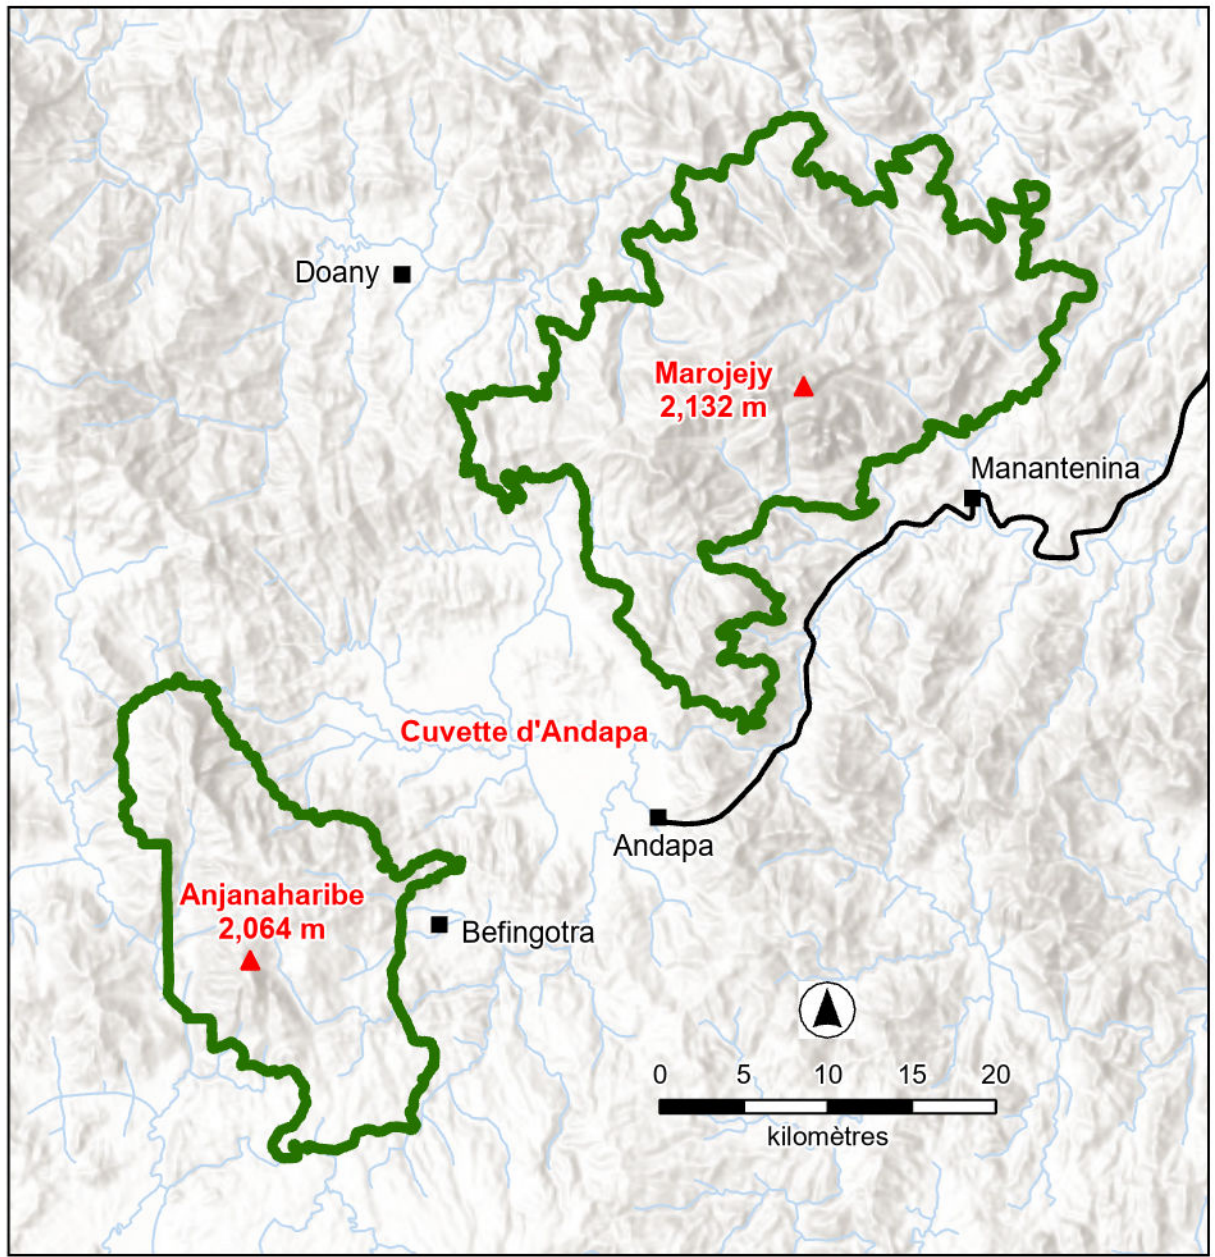 Doany
Marojejy
2,132 m
Manantenina
Cuvette d'Andapa
Andapa
Anjanaharibe
2,064 m
Befingotra
0 5 10 15 20
kilomètres